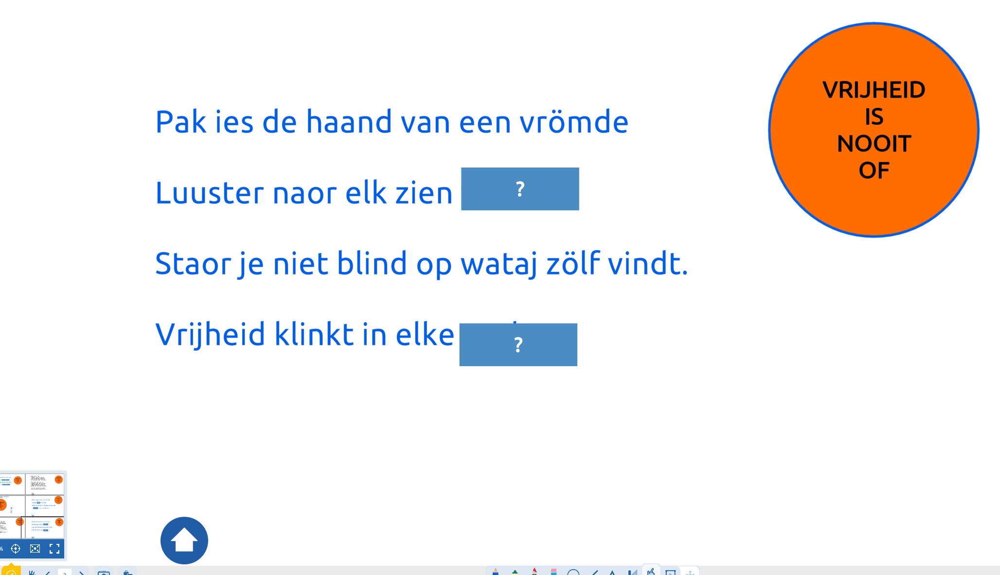 Pak ies de haand van een vrömde
Luuster naor elk zien ?
Staor je niet blind op wataj zölf vindt.
Vrijheid klinkt in elke ?
VRIJHEID
IS
NOOIT
OF